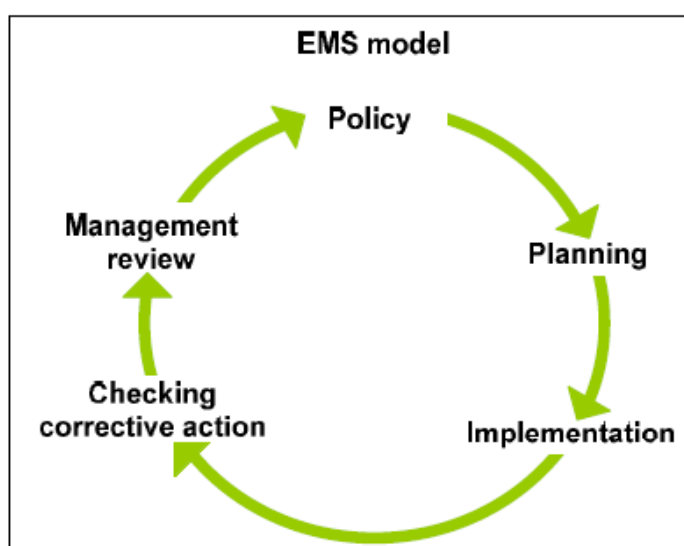 EMS model
Policy
Planning
Implementation
Checking
corrective action
Management
review